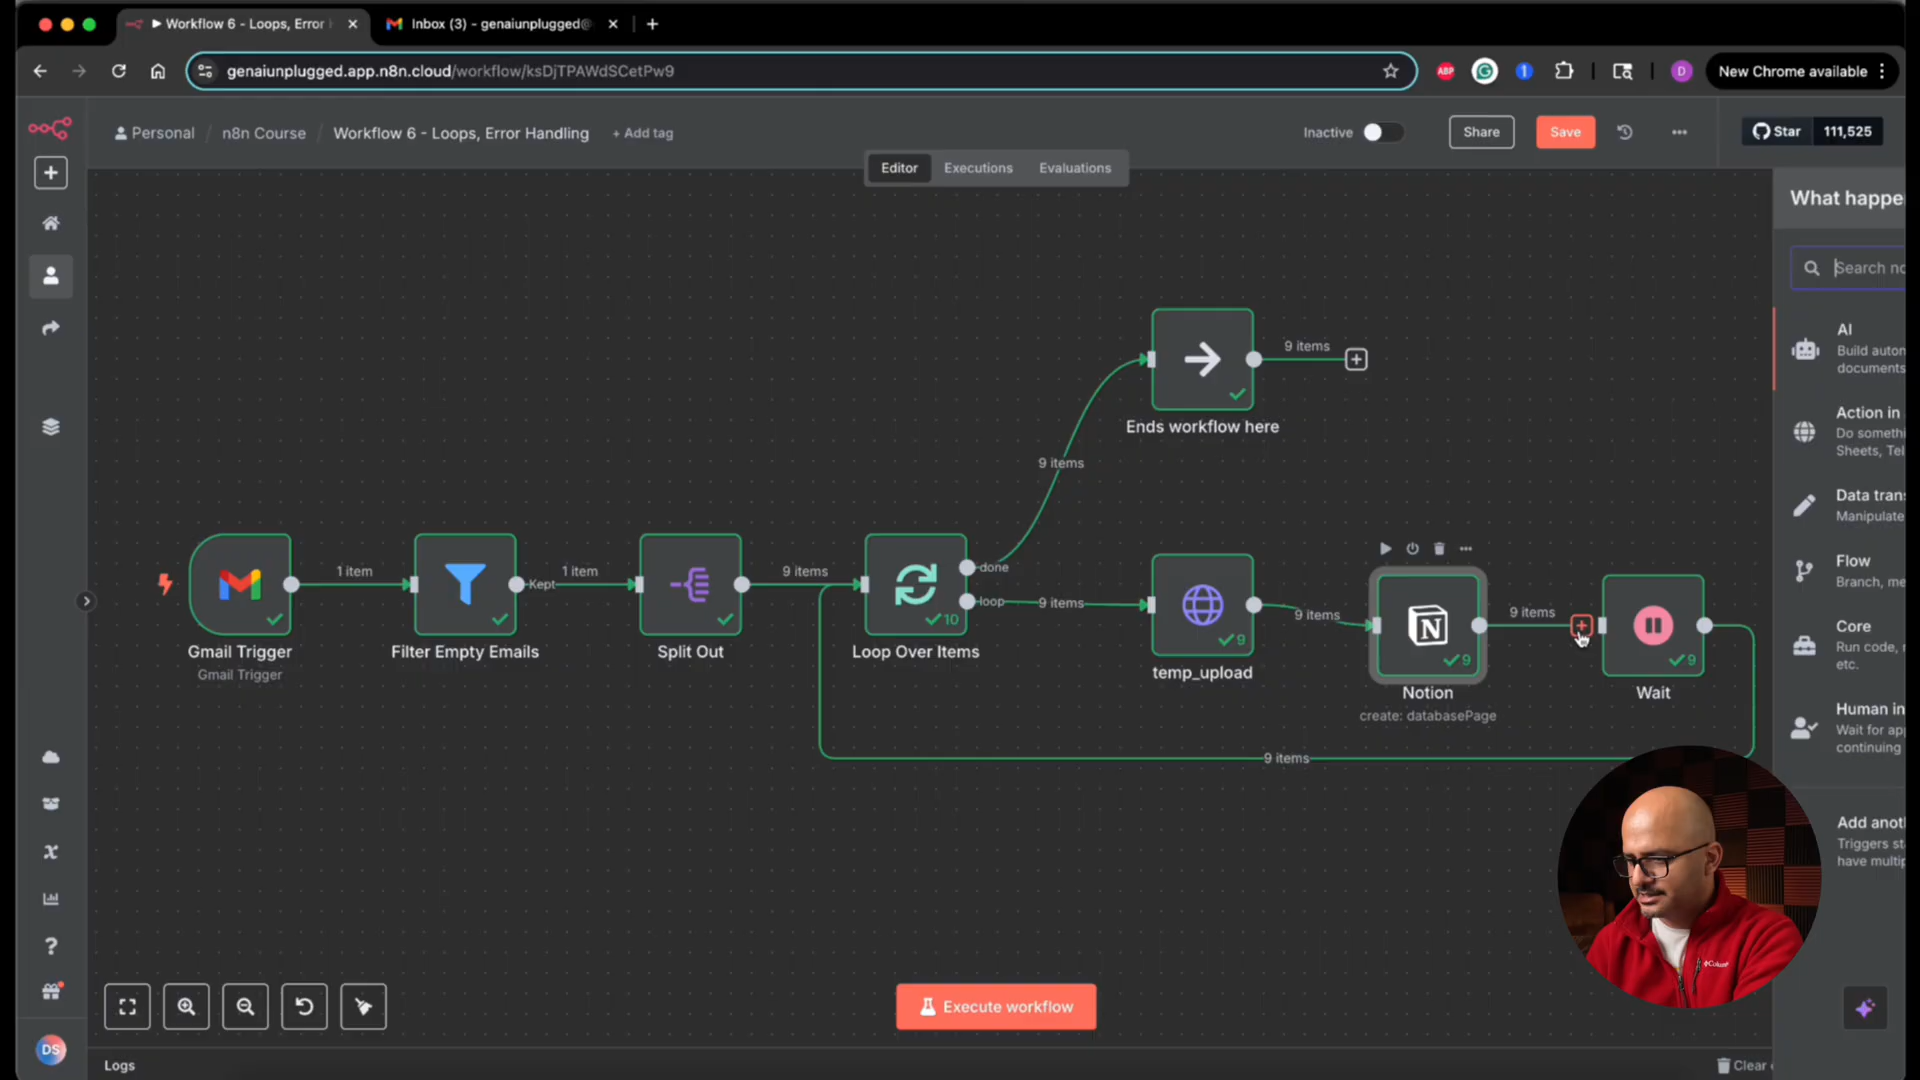 Workflow 6 - Loops, Error
Inbox (3) - genaiunplugged@
genaiunplugged.app.n8n.cloud/workflow/ksDjTPAWdSCetPw9
ABP
1
D
New Chrome available
Personal / n8n Course / Workflow 6 - Loops, Error Handling + Add tag
Inactive
Share
Save
Star 111,525
Editor Executions Evaluations
What happe
Search no
AI
Build auton
documents
Action in
Do somethi
Sheets, Tel
Data tran
Manipulate
Flow
Branch, me
Core
Run code,
etc.
Human in
Wait for ap
continuing
Add anot
Triggers st
have multip
9 items
Ends workflow here
9 items
1 item
Kept
1 item
9 items
done
loop
9 items
9 items
9 items
10
9
9
9
Gmail Trigger
Gmail Trigger
Filter Empty Emails
Split Out
Loop Over Items
temp_upload
Notion
create: databasePage
Wait
9 items
Columbia
Execute workflow
DS
Logs
Clear